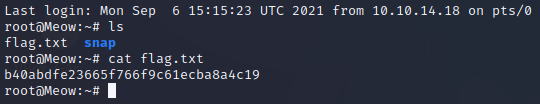 Last login: Mon Sep  6 15:15:23 UTC 2021 from 10.10.14.18 on pts/0
root@Meow:~# ls
flag.txt  snap
root@Meow:~# cat flag.txt
b40abdfe23665f766f9c61ecba8a4c19
root@Meow:~#